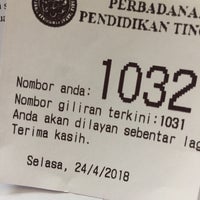 PERBADANA
PENDIDIKAN TING
Nombor anda: 1032
Nombor giliran terkini: 1031
Anda akan dilayan sebentar lag
Terima kasih.
Selasa, 24/4/2018